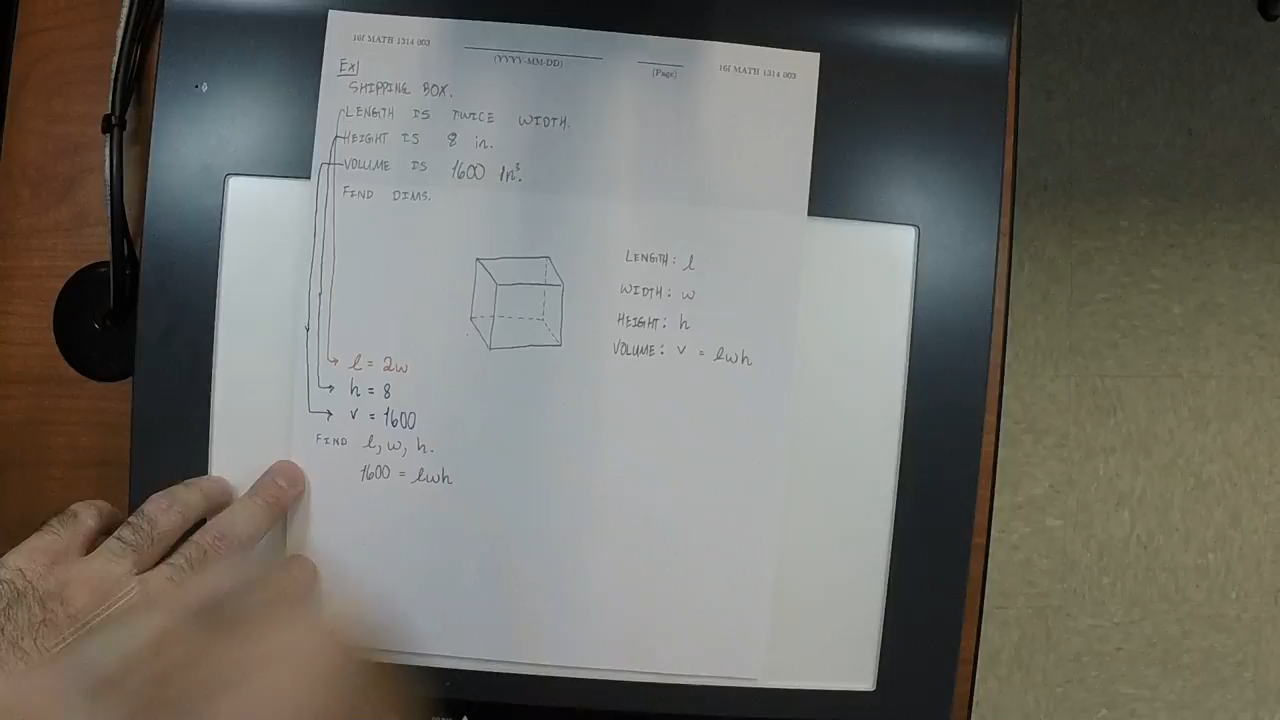 16f MATH 1314 003
(YYYY-MM-DD)
(Page)
16f MATH 1314 003
Ex|
SHIPPING BOX.
LENGTH IS TWICE WIDTH.
HEIGHT IS 8 in.
VOLUME IS 1600 in³.
FIND DIMS.
LENGTH: l
WIDTH: w
HEIGHT: h
VOLUME: v = lwh
l = 2w
h = 8
v = 1600
FIND l, w, h.
1600 = lwh